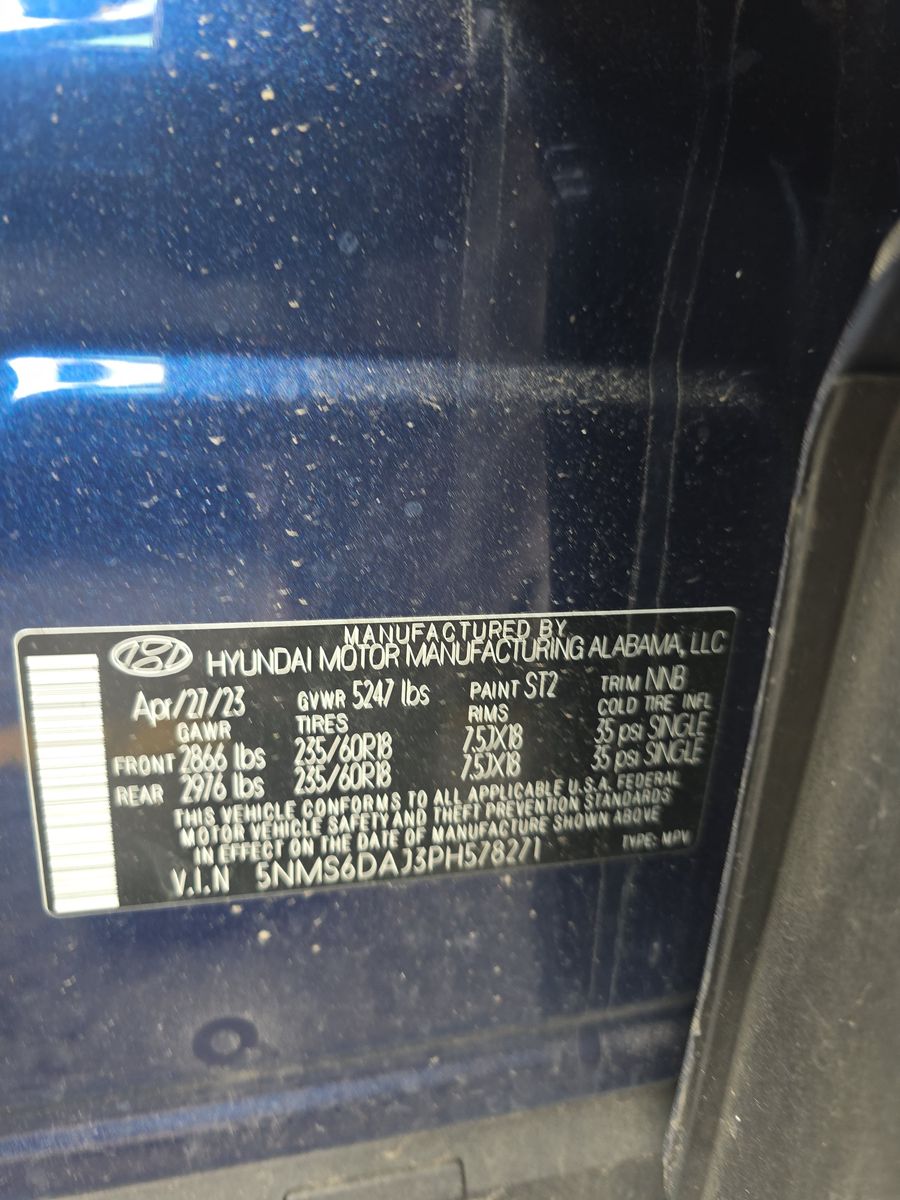 MANUFACTURED BY
HYUNDAI MOTOR MANUFACTURING ALABAMA, LLC
Apr/27/23 GVWR 5247 lbs PAINT ST2 TRIM NNB
GAWR TIRES RIMS COLD TIRE INFL
FRONT 2866 lbs 235/60R18 7.5JX18 35 psi SINGLE
REAR 2976 lbs 235/60R18 7.5JX18 35 psi SINGLE
THIS VEHICLE CONFORMS TO ALL APPLICABLE U.S.A. FEDERAL
MOTOR VEHICLE SAFETY AND THEFT PREVENTION STANDARDS
IN EFFECT ON THE DATE OF MANUFACTURE SHOWN ABOVE
V.I.N 5NMS6DAJ3PH578271 TYPE: MPV